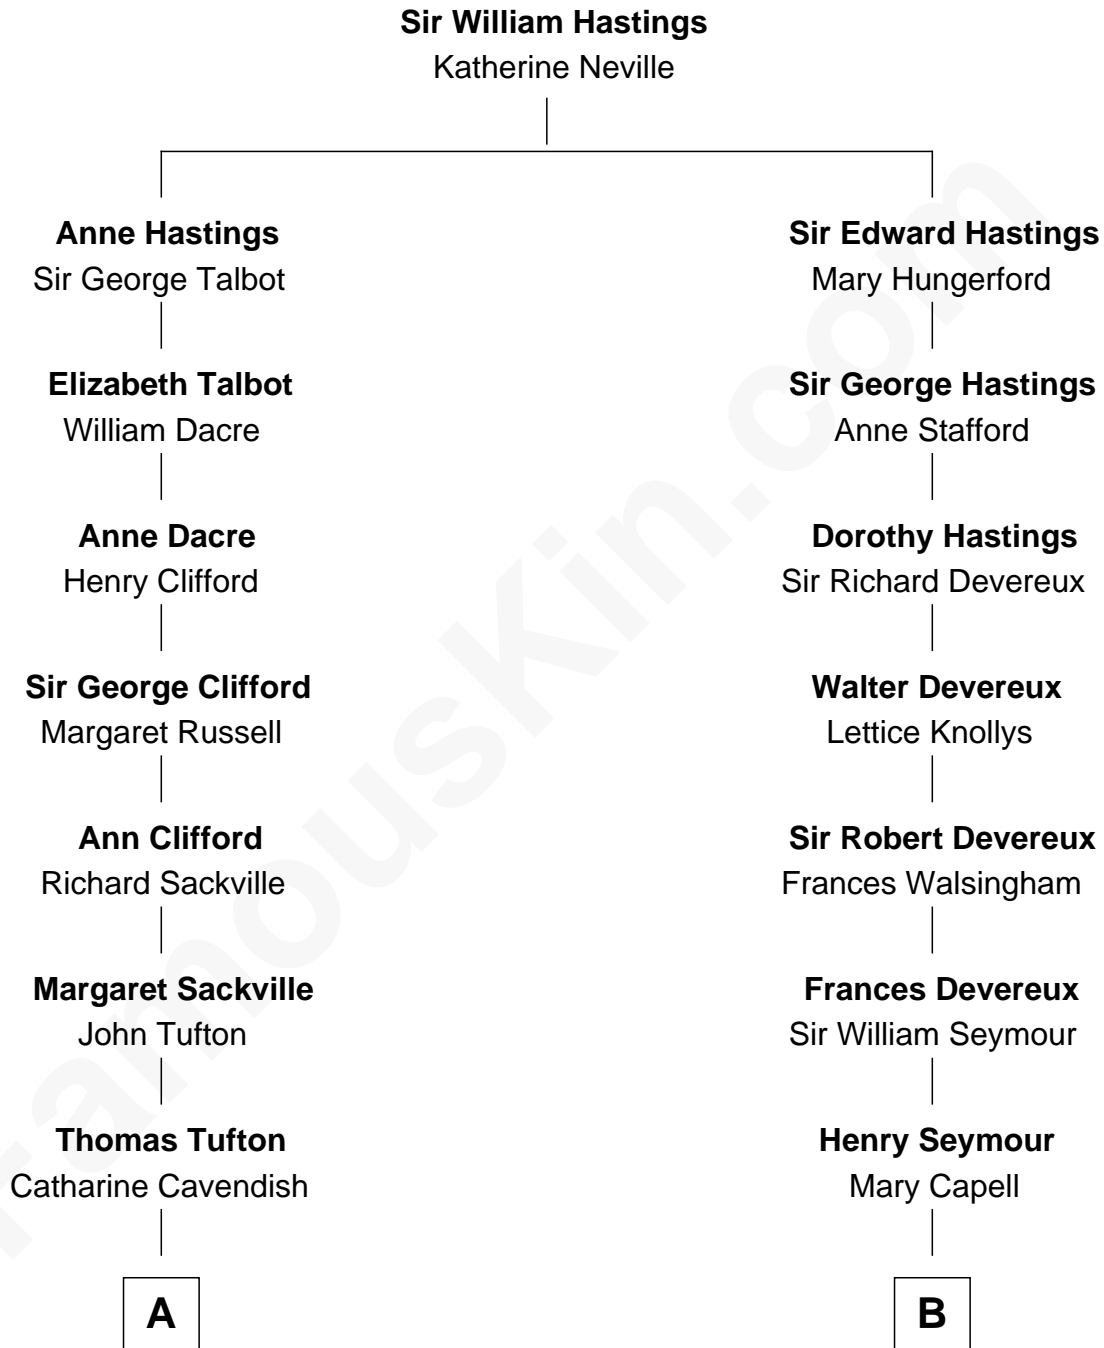 Sir William Hastings
Katherine Neville
Anne Hastings
Sir George Talbot
Sir Edward Hastings
Mary Hungerford
Elizabeth Talbot
William Dacre
Sir George Hastings
Anne Stafford
Anne Dacre
Henry Clifford
Dorothy Hastings
Sir Richard Devereux
Sir George Clifford
Margaret Russell
Walter Devereux
Lettice Knollys
Ann Clifford
Richard Sackville
Sir Robert Devereux
Frances Walsingham
Margaret Sackville
John Tufton
Frances Devereux
Sir William Seymour
Thomas Tufton
Catharine Cavendish
Henry Seymour
Mary Capell
A
B
FamousKin.com